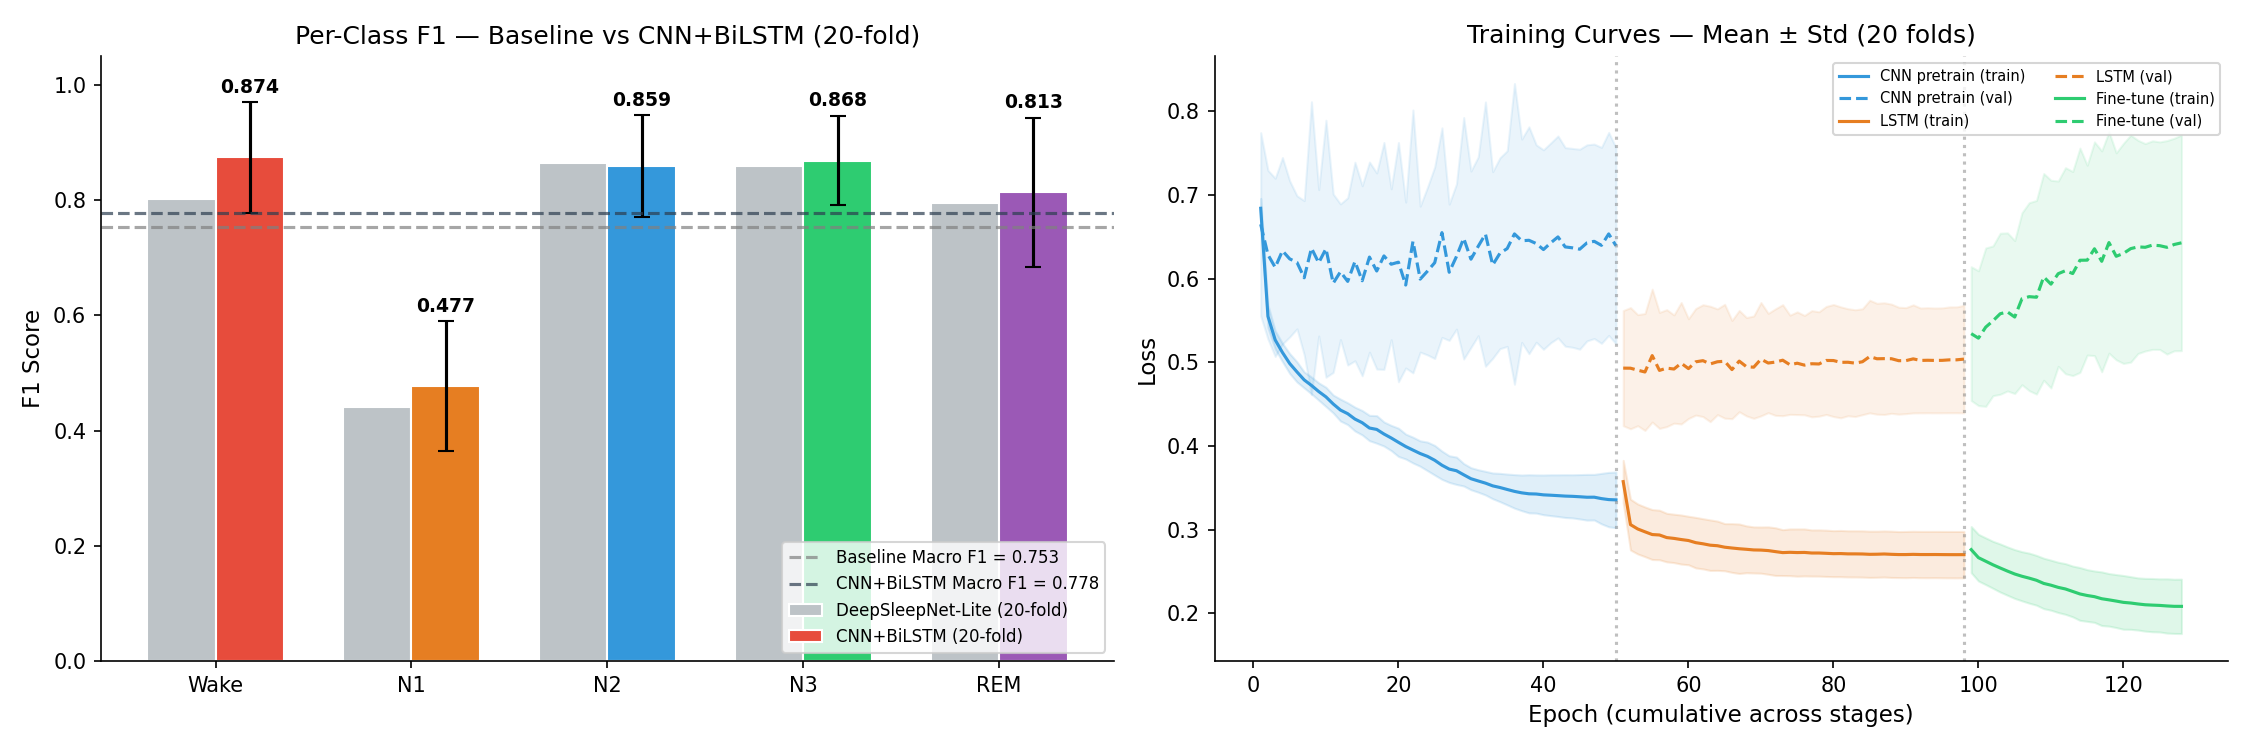 Per-Class F1 — Baseline vs CNN+BiLSTM (20-fold)
F1 Score
1.0
0.8
0.6
0.4
0.2
0.0
0.874
0.477
0.859
0.868
0.813
Baseline Macro F1 = 0.753
CNN+BiLSTM Macro F1 = 0.778
DeepSleepNet-Lite (20-fold)
CNN+BiLSTM (20-fold)
Wake
N1
N2
N3
REM
Training Curves — Mean ± Std (20 folds)
Loss
0.8
0.7
0.6
0.5
0.4
0.3
0.2
CNN pretrain (train)
CNN pretrain (val)
LSTM (train)
LSTM (val)
Fine-tune (train)
Fine-tune (val)
0
20
40
60
80
100
120
Epoch (cumulative across stages)